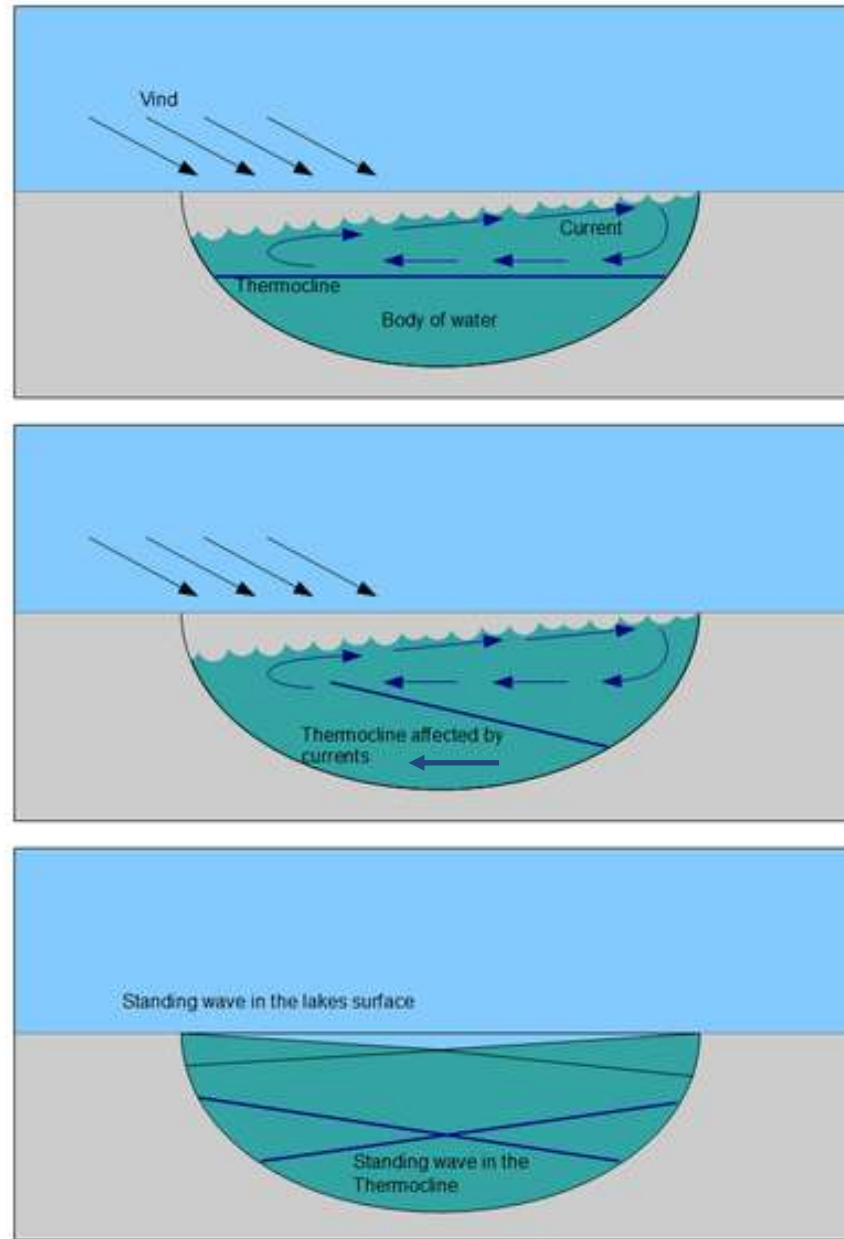 Vind
Current
Thermocline
Body of water
Thermocline affected by
currents
Standing wave in the lakes surface
Standing wave in the
Thermocline